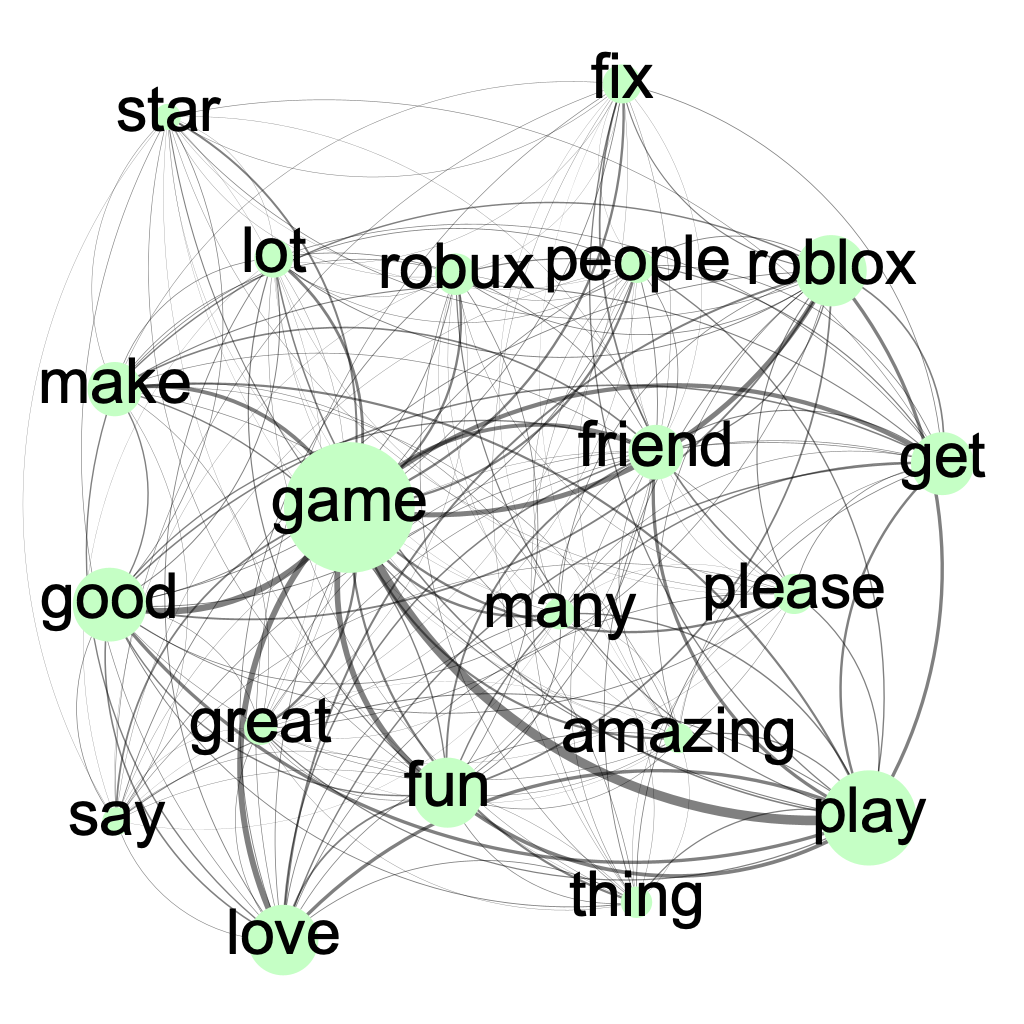 fix
star
lot
robux
people
roblox
make
friend
get
game
good
many
please
great
amazing
fun
say
play
thing
love